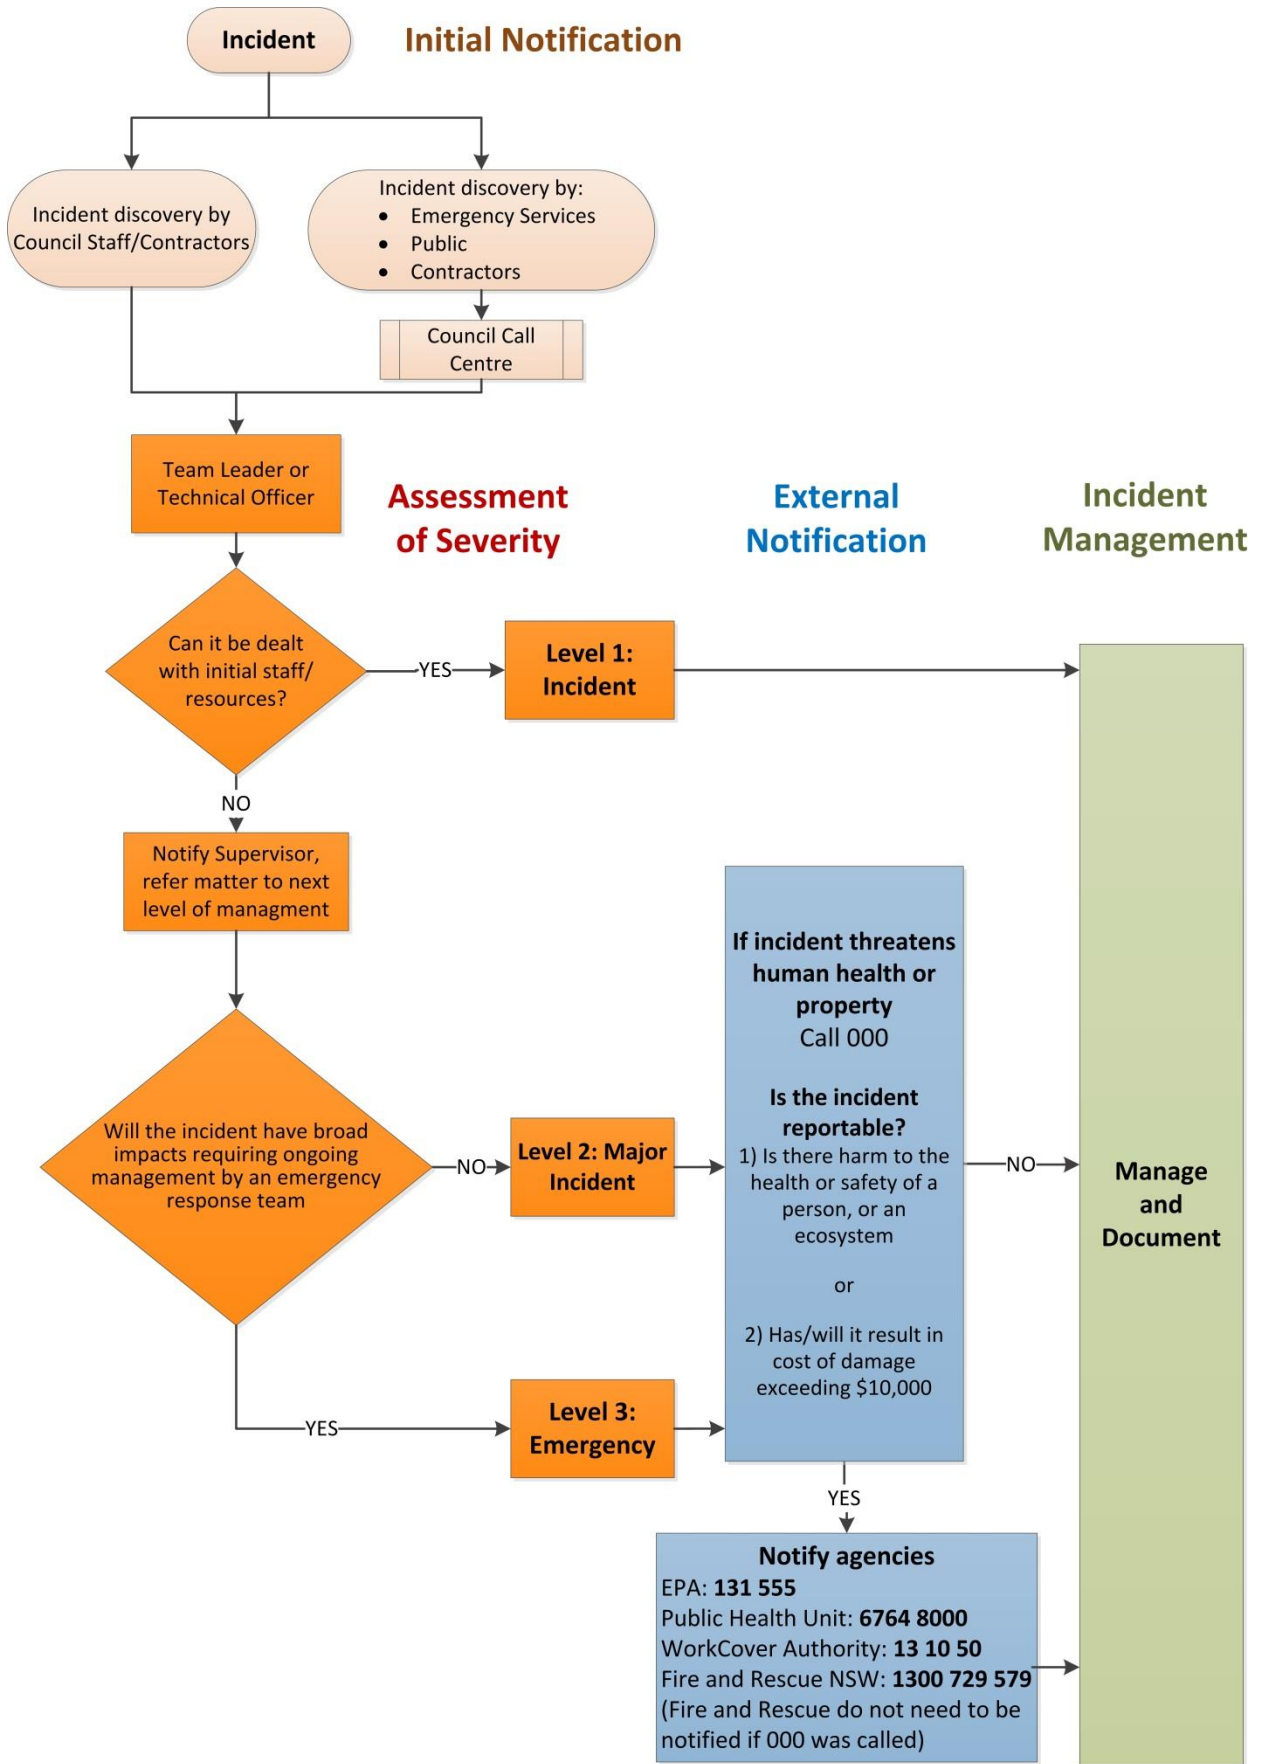 Incident
Initial Notification
Incident discovery by
Council Staff/Contractors
Incident discovery by:
• Emergency Services
• Public
• Contractors
Council Call
Centre
Team Leader or
Technical Officer
Assessment
of Severity
External
Notification
Incident
Management
Can it be dealt
with initial staff/
resources?
YES
Level 1:
Incident
NO
Notify Supervisor,
refer matter to next
level of managment
Will the incident have broad
impacts requiring ongoing
management by an emergency
response team
NO
Level 2: Major
Incident
YES
Level 3:
Emergency
If incident threatens
human health or
property
Call 000
Is the incident
reportable?
1) Is there harm to the
health or safety of a
person, or an
ecosystem
or
2) Has/will it result in
cost of damage
exceeding $10,000
NO
YES
Notify agencies
EPA: 131 555
Public Health Unit: 6764 8000
WorkCover Authority: 13 10 50
Fire and Rescue NSW: 1300 729 579
(Fire and Rescue do not need to be
notified if 000 was called)
Manage
and
Document